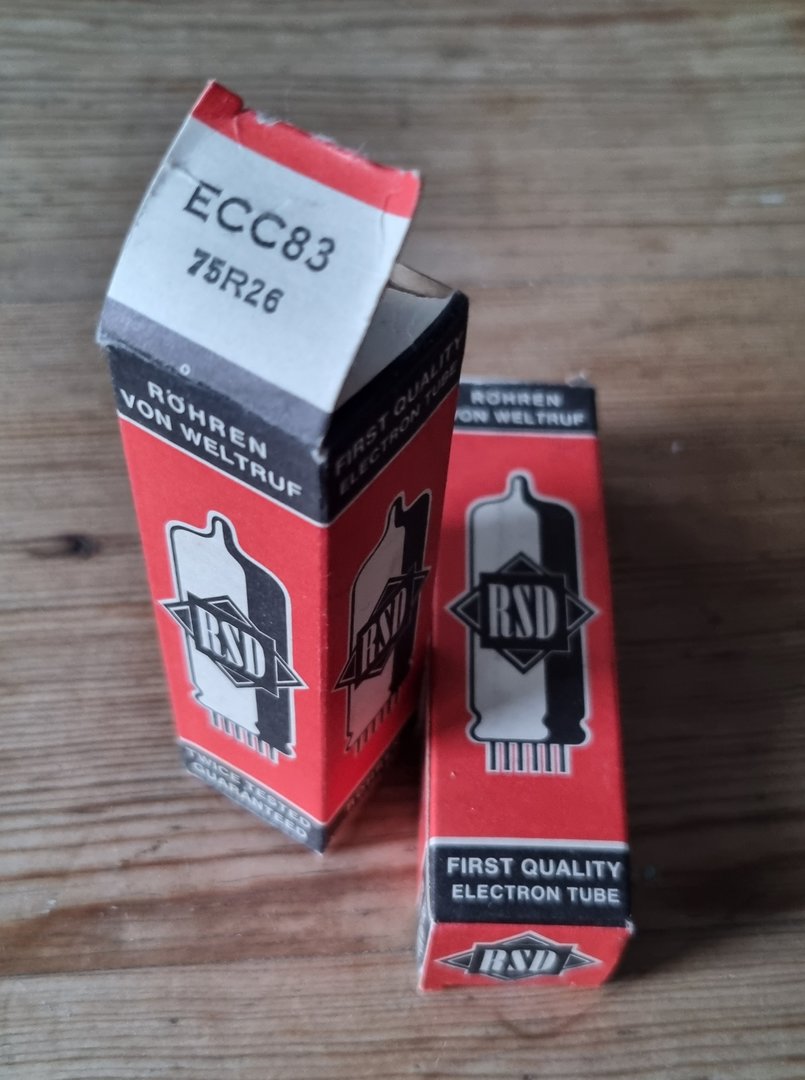 ECC83
75R26
RÖHREN
VON WELTRUF
FIRST QUALITY
ELECTRON TUBE
RSD
RSD
TWICE TESTED
GUARANTEED
RÖHREN
VON WELTRUF
RSD
FIRST QUALITY
ELECTRON TUBE
RSD